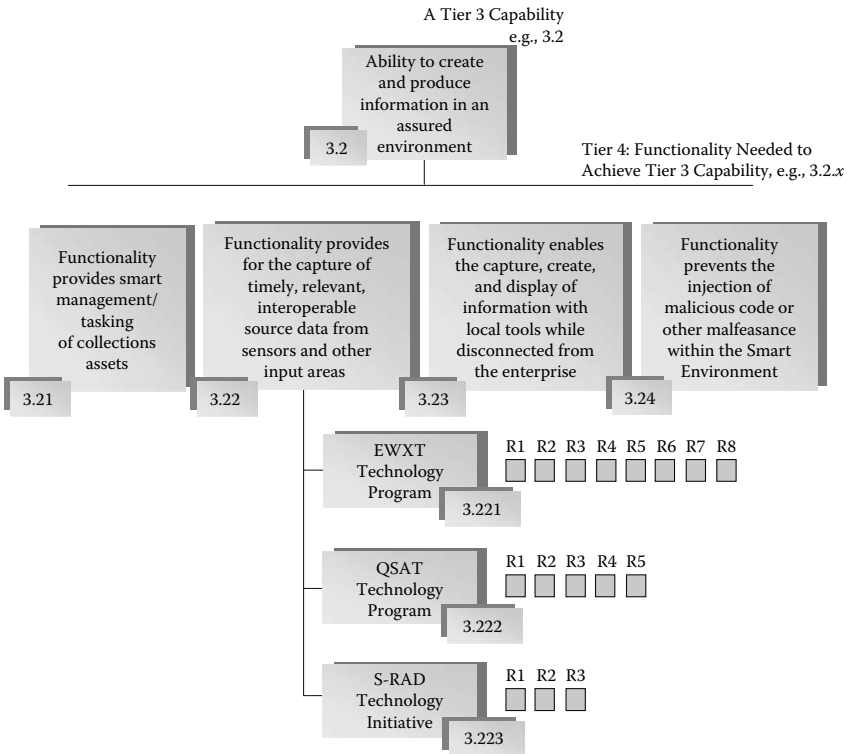 A Tier 3 Capability
e.g., 3.2
Ability to create
and produce
information in an
assured
environment
3.2
Tier 4: Functionality Needed to
Achieve Tier 3 Capability, e.g., 3.2.x
Functionality
provides smart
management/
tasking
of collections
assets
3.21
Functionality provides
for the capture of
timely, relevant,
interoperable
source data from
sensors and other
input areas
3.22
Functionality enables
the capture, create,
and display of
information with
local tools while
disconnected from
the enterprise
3.23
Functionality
prevents the
injection of
malicious code or
other malfeasance
within the Smart
Environment
3.24
EWXT
Technology
Program
3.221
R1 R2 R3 R4 R5 R6 R7 R8
QSAT
Technology
Program
3.222
R1 R2 R3 R4 R5
S-RAD
Technology
Initiative
3.223
R1 R2 R3